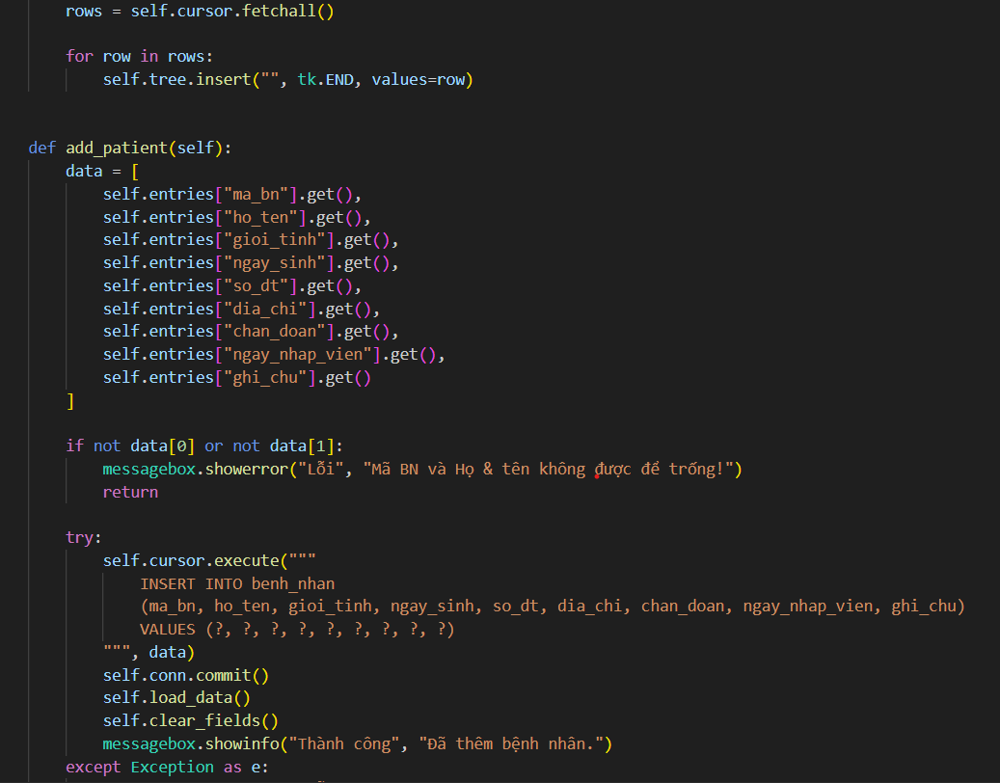 rows = self.cursor.fetchall()
for row in rows:
self.tree.insert("", tk.END, values=row)
def add_patient(self):
data = [
self.entries["ma_bn"].get(),
self.entries["ho_ten"].get(),
self.entries["gioi_tinh"].get(),
self.entries["ngay_sinh"].get(),
self.entries["so_dt"].get(),
self.entries["dia_chi"].get(),
self.entries["chan_doan"].get(),
self.entries["ngay_nhap_vien"].get(),
self.entries["ghi_chu"].get()
]
if not data[0] or not data[1]:
messagebox.showerror("Lỗi", "Mã BN và Họ & tên không được để trống!")
return
try:
self.cursor.execute("""
INSERT INTO benh_nhan
(ma_bn, ho_ten, gioi_tinh, ngay_sinh, so_dt, dia_chi, chan_doan, ngay_nhap_vien, ghi_chu)
VALUES (?, ?, ?, ?, ?, ?, ?, ?, ?)
""", data)
self.conn.commit()
self.load_data()
self.clear_fields()
messagebox.showinfo("Thành công", "Đã thêm bệnh nhân.")
except Exception as e: